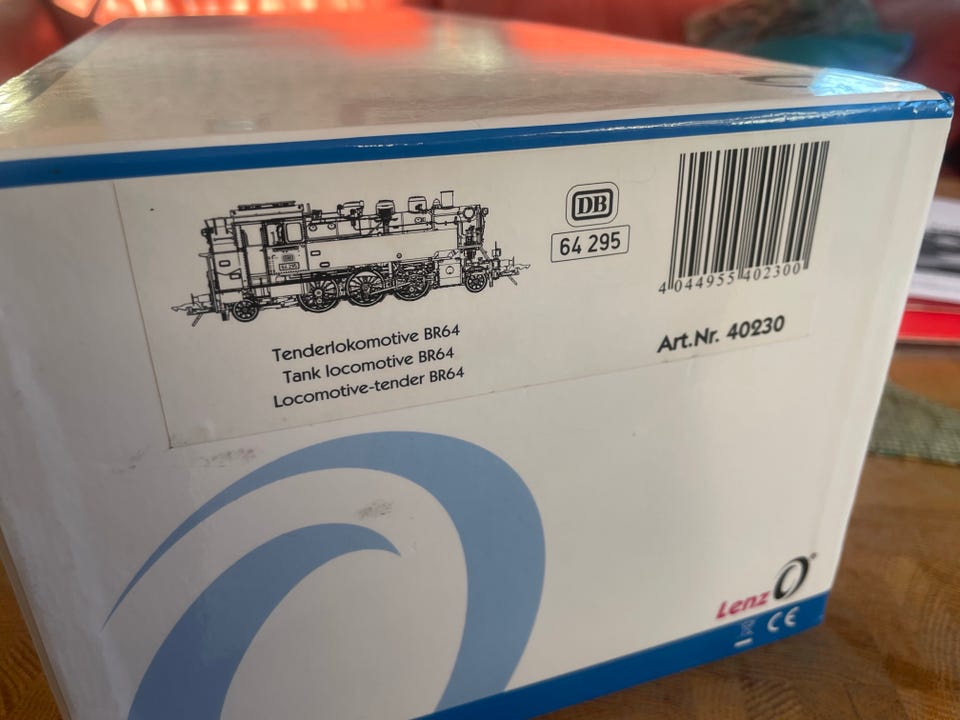 DB
64 295
4 044955 402300
Tenderlokomotive BR64
Tank locomotive BR64
Locomotive-tender BR64
Art.Nr. 40230
Lenz
CE